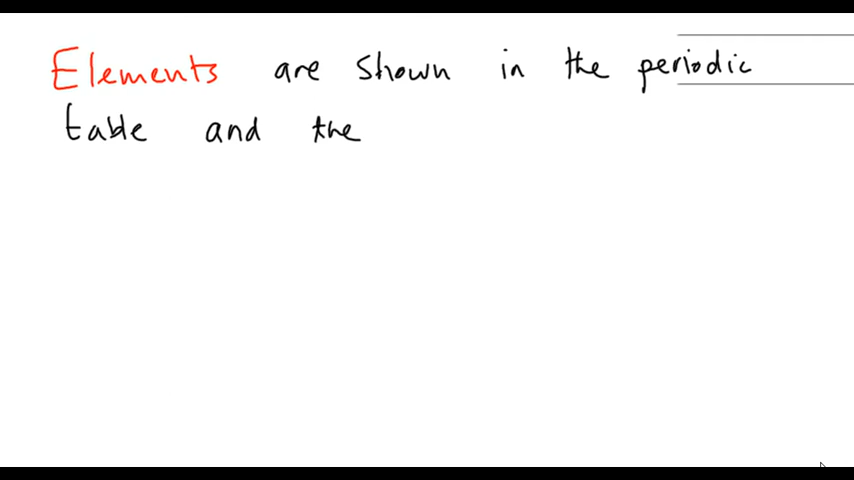 Elements are shown in the periodic
table and the